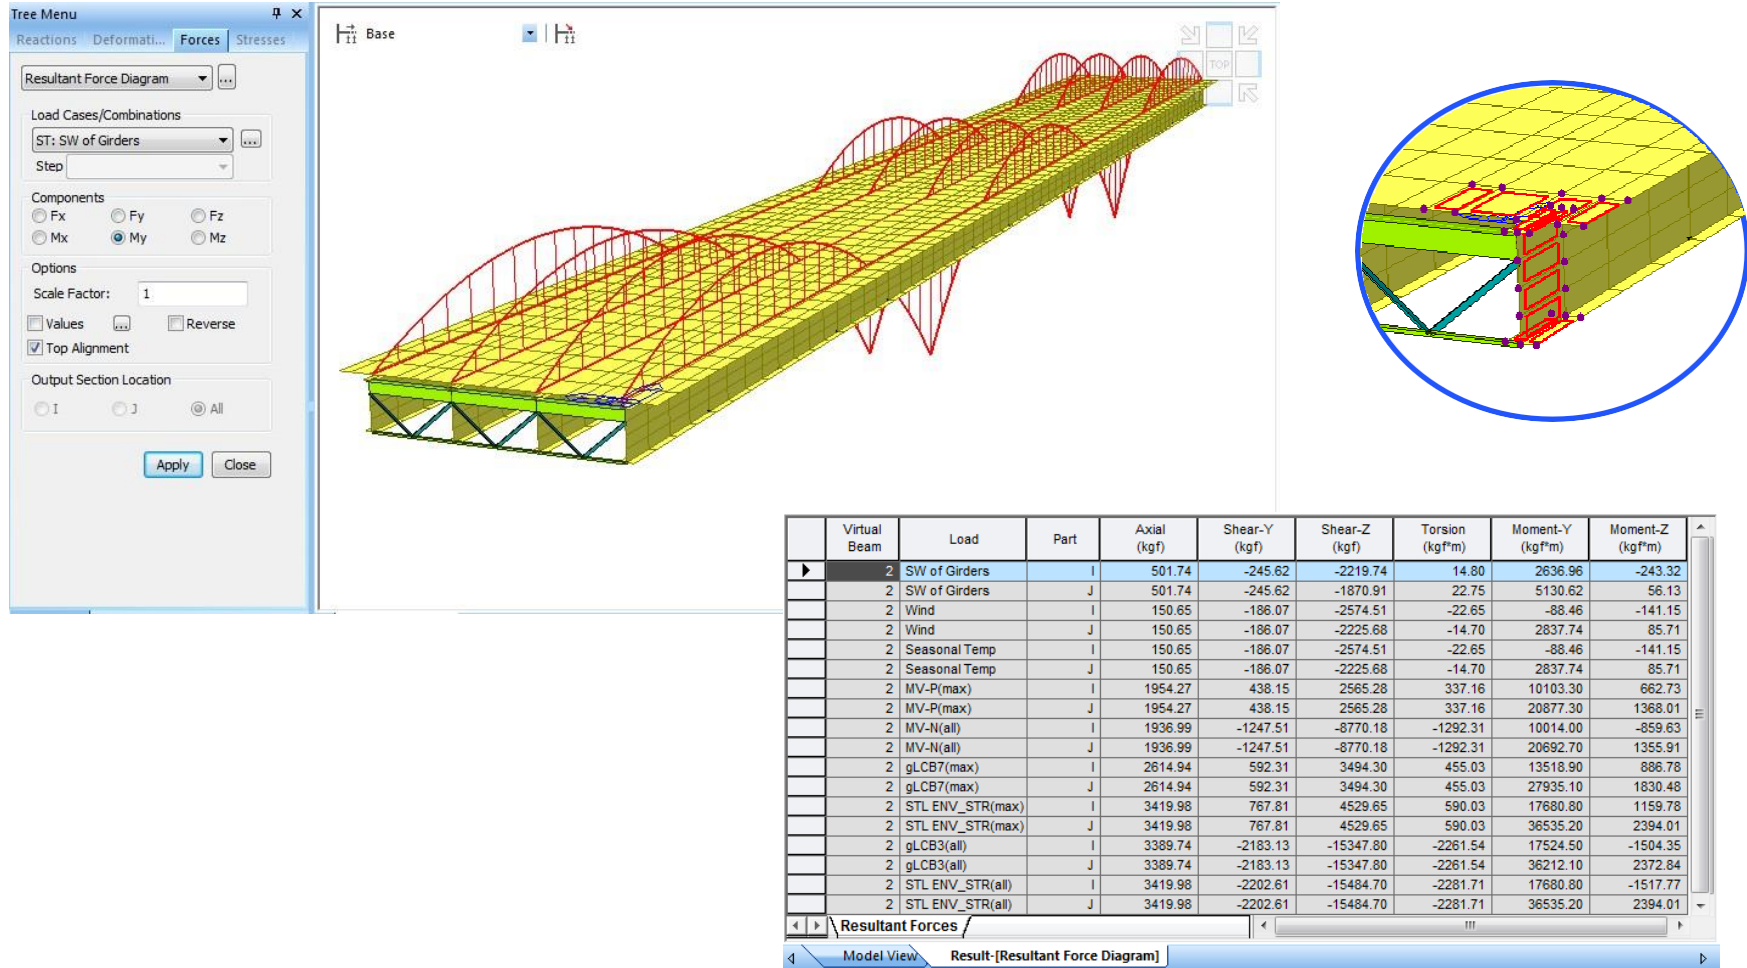 Tree Menu
Reactions Deformati... Forces Stresses
Resultant Force Diagram ...
Load Cases/Combinations
ST: SW of Girders ...
Step
Components
Fx Fy Fz
Mx My Mz
Options
Scale Factor: 1
Values ... Reverse
Top Alignment
Output Section Location
I J All
Apply Close
Base
TOP
Virtual Beam Load Part Axial (kgf) Shear-Y (kgf) Shear-Z (kgf) Torsion (kgf*m) Moment-Y (kgf*m) Moment-Z (kgf*m)
2 SW of Girders I 501.74 -245.62 -2219.74 14.80 2636.96 -243.32
2 SW of Girders J 501.74 -245.62 -1870.91 22.75 5130.62 56.13
2 Wind I 150.65 -186.07 -2574.51 -22.65 -88.46 -141.15
2 Wind J 150.65 -186.07 -2225.68 -14.70 2837.74 85.71
2 Seasonal Temp I 150.65 -186.07 -2574.51 -22.65 -88.46 -141.15
2 Seasonal Temp J 150.65 -186.07 -2225.68 -14.70 2837.74 85.71
2 MV-P(max) I 1954.27 438.15 2565.28 337.16 10103.30 662.73
2 MV-P(max) J 1954.27 438.15 2565.28 337.16 20877.30 1368.01
2 MV-N(all) I 1936.99 -1247.51 -8770.18 -1292.31 10014.00 -859.63
2 MV-N(all) J 1936.99 -1247.51 -8770.18 -1292.31 20692.70 1355.91
2 gLCB7(max) I 2614.94 592.31 3494.30 455.03 13518.90 886.78
2 gLCB7(max) J 2614.94 592.31 3494.30 455.03 27935.10 1830.48
2 STL ENV_STR(max) I 3419.98 767.81 4529.65 590.03 17680.80 1159.78
2 STL ENV_STR(max) J 3419.98 767.81 4529.65 590.03 36535.20 2394.01
2 gLCB3(all) I 3389.74 -2183.13 -15347.80 -2261.54 17524.50 -1504.35
2 gLCB3(all) J 3389.74 -2183.13 -15347.80 -2261.54 36212.10 2372.84
2 STL ENV_STR(all) I 3419.98 -2202.61 -15484.70 -2281.71 17680.80 -1517.77
2 STL ENV_STR(all) J 3419.98 -2202.61 -15484.70 -2281.71 36535.20 2394.01
Resultant Forces
Model View Result-[Resultant Force Diagram]